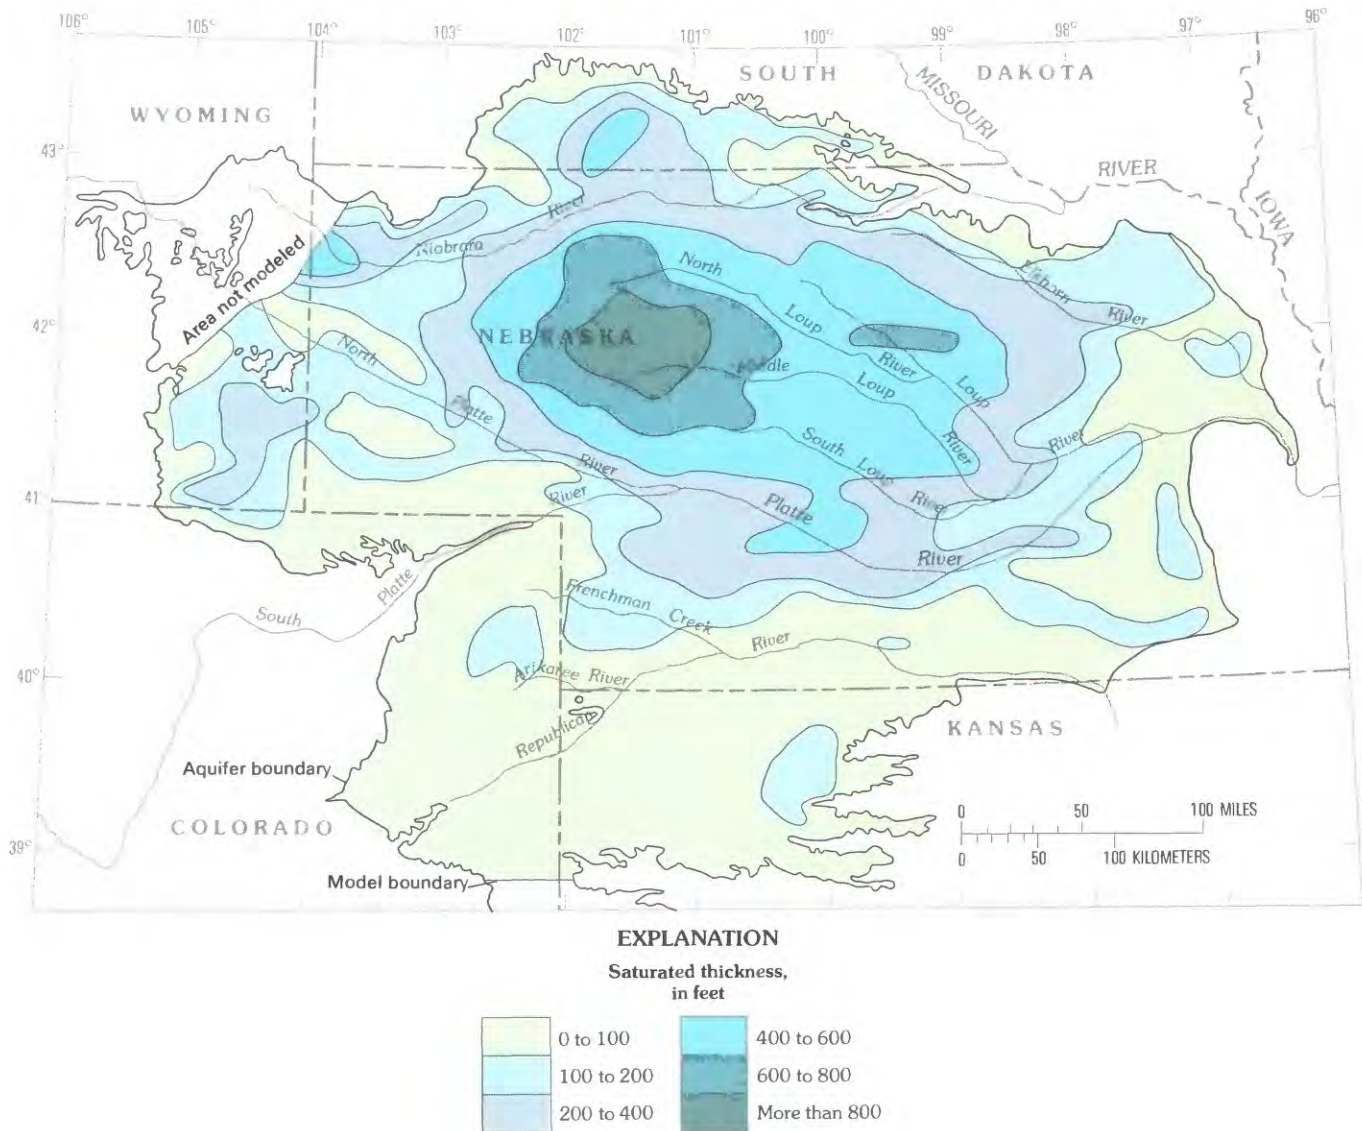 106°
105°
104°
103°
102°
101°
100°
99°
98°
97°
96°
SOUTH DAKOTA
MISSOURI
RIVER
WYOMING
IOWA
43°
River
Niobrara
Area not modeled
Elkhorn
River
North
Loup
River
42°
NEBRASKA
North
Platte
River
Middle
Loup
River
Loup
River
South
Loup
River
41°
River
Platte
River
Platte
South
Frenchman
Creek
River
40°
Arikaree River
Republican
KANSAS
Aquifer boundary
COLORADO
0 50 100 MILES
0 50 100 KILOMETERS
39°
Model boundary
EXPLANATION
Saturated thickness,
in feet
0 to 100
100 to 200
200 to 400
400 to 600
600 to 800
More than 800